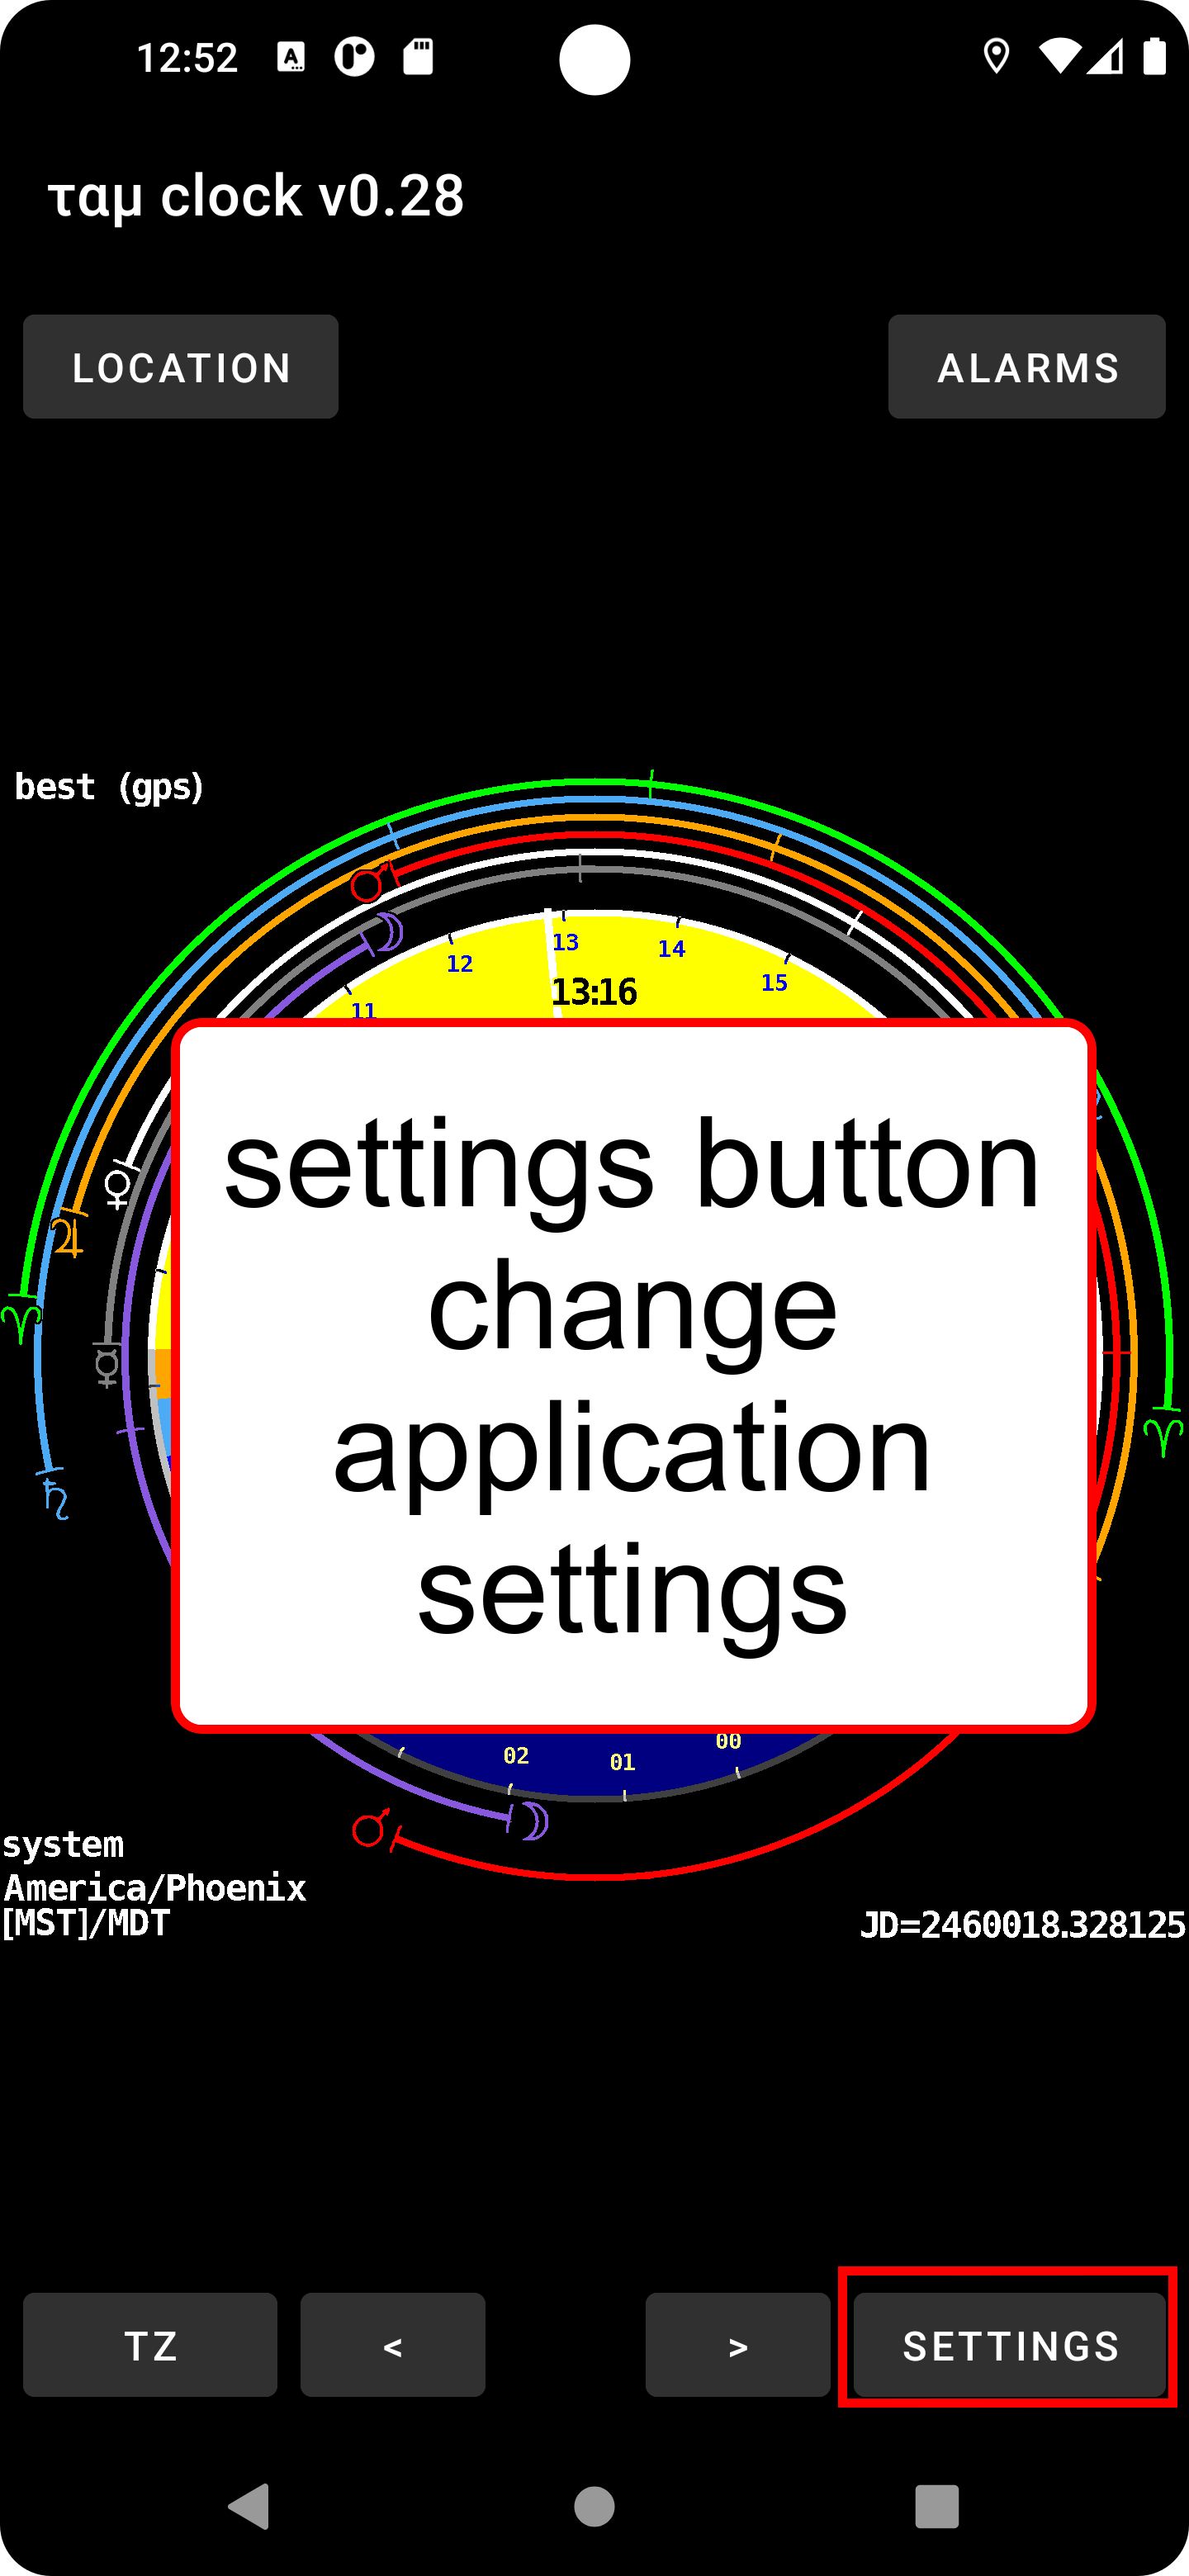 12:52
ταμ clock v0.28
LOCATION
ALARMS
best (gps)
13
14
12
15
13:16
11
settings button
change
application
settings
00
02
01
system
America/Phoenix
[MST]/MDT
JD=2460018.328125
TZ
<
>
SETTINGS